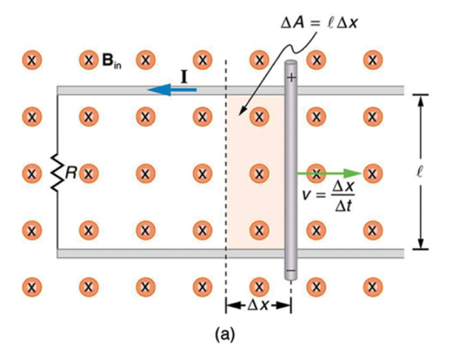 ΔA = ℓΔx
x x B_in x x x x x
I
+
x x x x x x x
R
x x x x x x x
ℓ
v = Δx/Δt
x x x x x x x
−
x x x x x x x
Δx
(a)